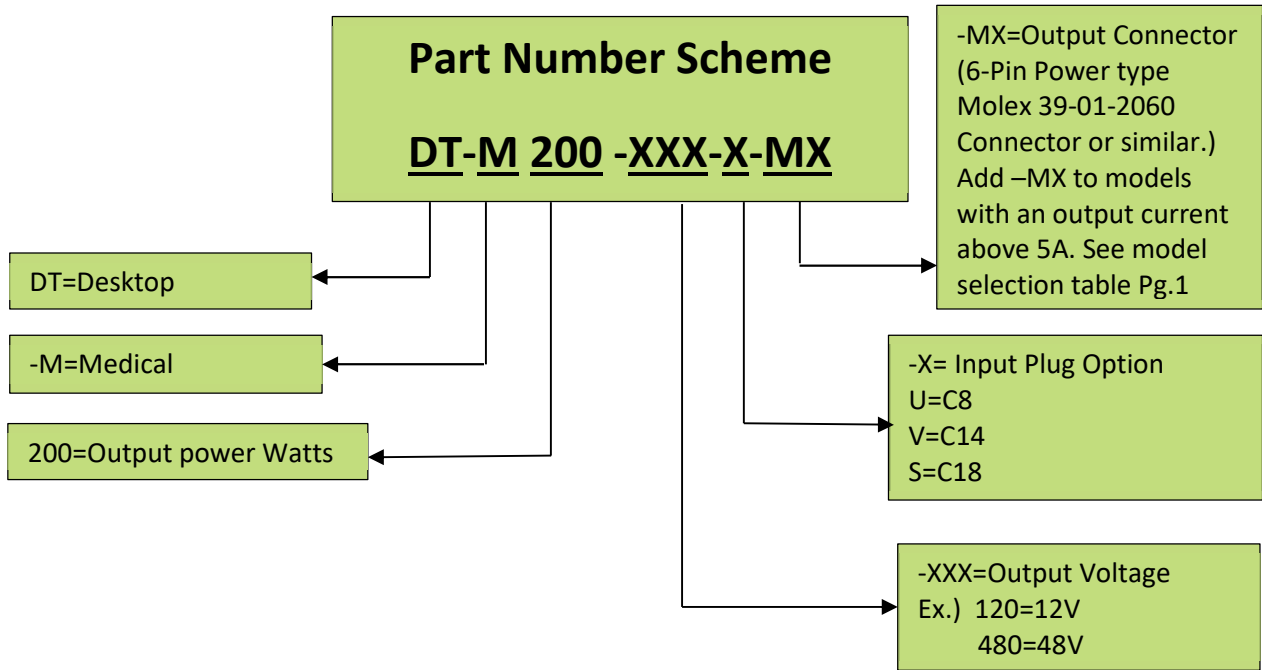 Part Number Scheme
DT-M 200 -XXX-X-MX
-MX=Output Connector
(6-Pin Power type
Molex 39-01-2060
Connector or similar.)
Add –MX to models
with an output current
above 5A. See model
selection table Pg.1
DT=Desktop
-M=Medical
200=Output power Watts
-X= Input Plug Option
U=C8
V=C14
S=C18
-XXX=Output Voltage
Ex.) 120=12V
480=48V